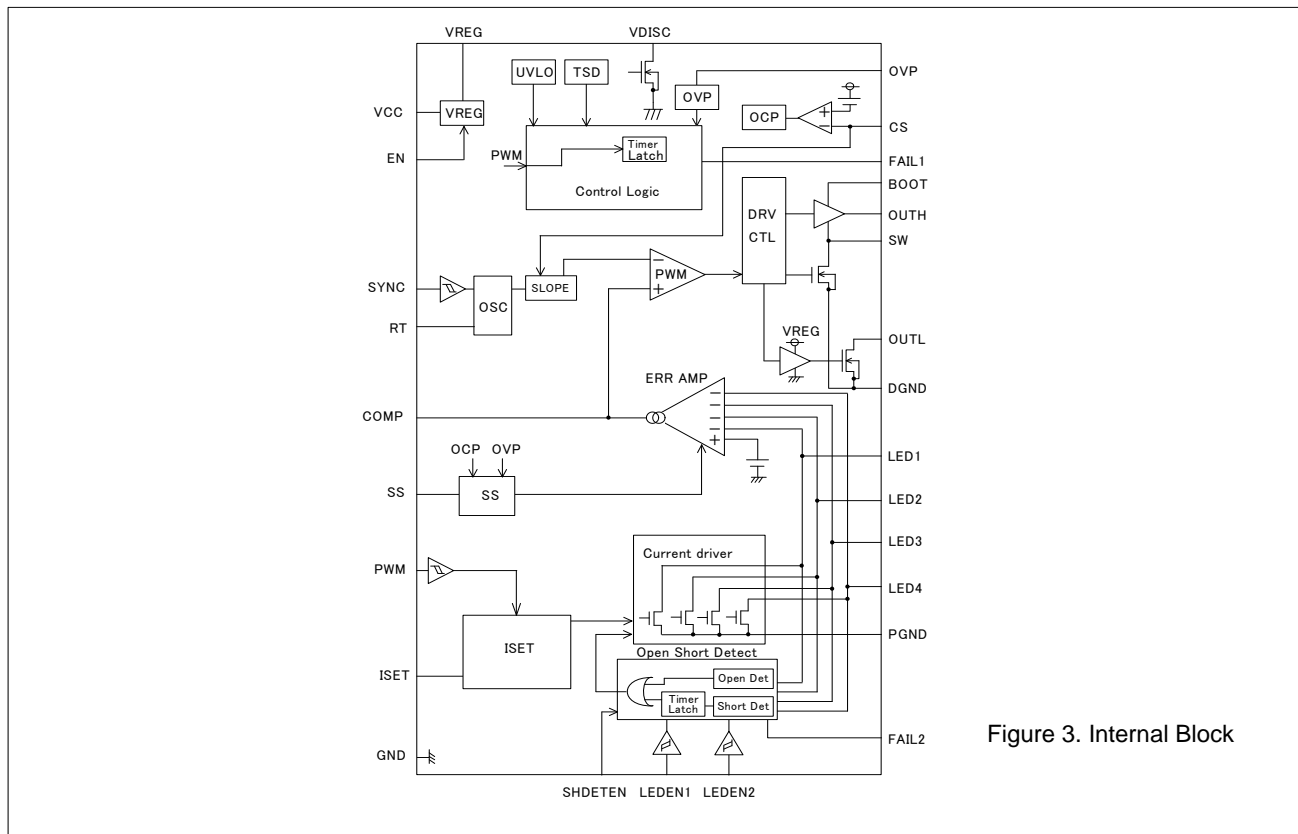 VREG VDISC
UVLO TSD OVP
OVP
VCC VREG OCP + − CS
EN PWM Timer Latch FAIL1
Control Logic
BOOT
DRV CTL OUTH
SW
SYNC OSC SLOPE − PWM +
RT
VREG OUTL
ERR AMP DGND
COMP − − − − +
OCP OVP LED1
SS SS LED2
LED3
Current driver
PWM LED4
PGND
ISET ISET
Open Short Detect
Open Det
Timer Latch Short Det
FAIL2
GND
SHDETEN LEDEN1 LEDEN2
Figure 3. Internal Block